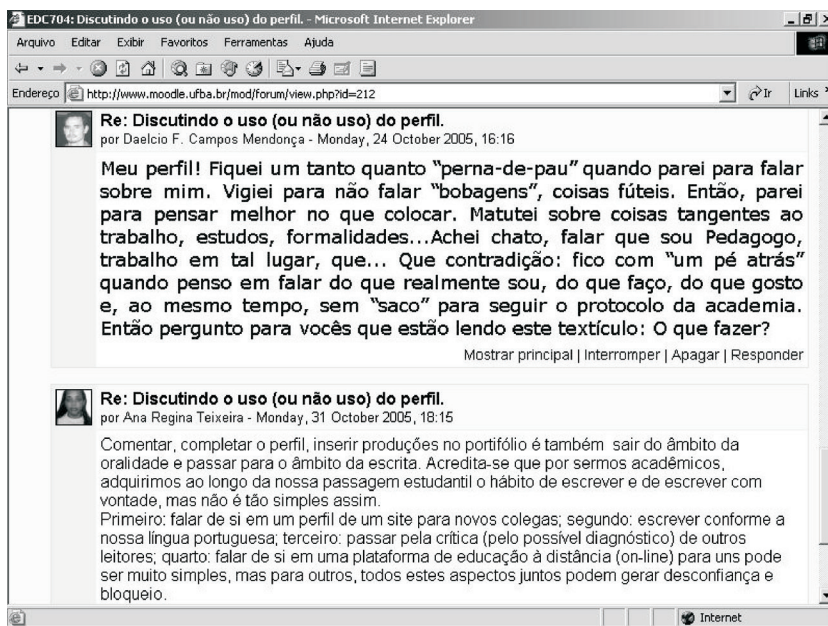 EDC704: Discutindo o uso (ou não uso) do perfil. - Microsoft Internet Explorer
Arquivo Editar Exibir Favoritos Ferramentas Ajuda
Endereço http://www.moodle.ufba.br/mod/forum/view.php?id=212 Ir Links
Re: Discutindo o uso (ou não uso) do perfil.
por Daelcio F. Campos Mendonça - Monday, 24 October 2005, 16:16
Meu perfil! Fiquei um tanto quanto “perna-de-pau” quando parei para falar
sobre mim. Vigiei para não falar “bobagens”, coisas fúteis. Então, parei
para pensar melhor no que colocar. Matutei sobre coisas tangentes ao
trabalho, estudos, formalidades...Achei chato, falar que sou Pedagogo,
trabalho em tal lugar, que... Que contradição: fico com “um pé atrás”
quando penso em falar do que realmente sou, do que faço, do que gosto
e, ao mesmo tempo, sem “saco” para seguir o protocolo da academia.
Então pergunto para vocês que estão lendo este textículo: O que fazer?
Mostrar principal | Interromper | Apagar | Responder
Re: Discutindo o uso (ou não uso) do perfil.
por Ana Regina Teixeira - Monday, 31 October 2005, 18:15
Comentar, completar o perfil, inserir produções no portifólio é também sair do âmbito da
oralidade e passar para o âmbito da escrita. Acredita-se que por sermos acadêmicos,
adquirimos ao longo da nossa passagem estudantil o hábito de escrever e de escrever com
vontade, mas não é tão simples assim.
Primeiro: falar de si em um perfil de um site para novos colegas; segundo: escrever conforme a
nossa língua portuguesa; terceiro: passar pela crítica (pelo possível diagnóstico) de outros
leitores; quarto: falar de si em uma plataforma de educação à distância (on-line) para uns pode
ser muito simples, mas para outros, todos estes aspectos juntos podem gerar desconfiança e
bloqueio.
Internet